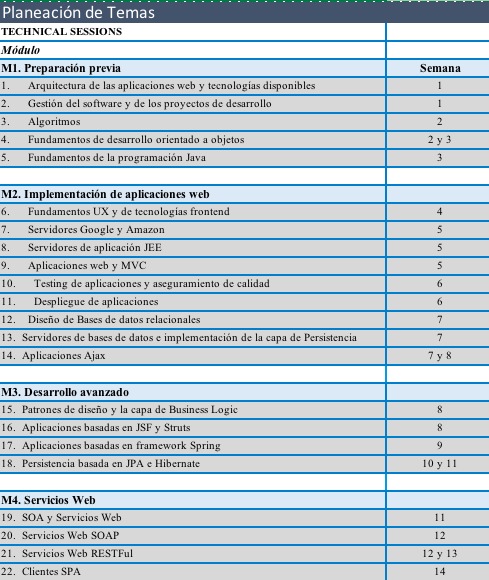 Planeación de Temas
TECHNICAL SESSIONS
Módulo
M1. Preparación previa Semana
1. Arquitectura de las aplicaciones web y tecnologías disponibles 1
2. Gestión del software y de los proyectos de desarrollo 1
3. Algoritmos 2
4. Fundamentos de desarrollo orientado a objetos 2 y 3
5. Fundamentos de la programación Java 3
M2. Implementación de aplicaciones web
6. Fundamentos UX y de tecnologías frontend 4
7. Servidores Google y Amazon 5
8. Servidores de aplicación JEE 5
9. Aplicaciones web y MVC 5
10. Testing de aplicaciones y aseguramiento de calidad 6
11. Despliegue de aplicaciones 6
12. Diseño de Bases de datos relacionales 7
13. Servidores de bases de datos e implementación de la capa de Persistencia 7
14. Aplicaciones Ajax 7 y 8
M3. Desarrollo avanzado
15. Patrones de diseño y la capa de Business Logic 8
16. Aplicaciones basadas en JSF y Struts 8
17. Aplicaciones basadas en framework Spring 9
18. Persistencia basada en JPA e Hibernate 10 y 11
M4. Servicios Web
19. SOA y Servicios Web 11
20. Servicios Web SOAP 12
21. Servicios Web RESTFul 12 y 13
22. Clientes SPA 14